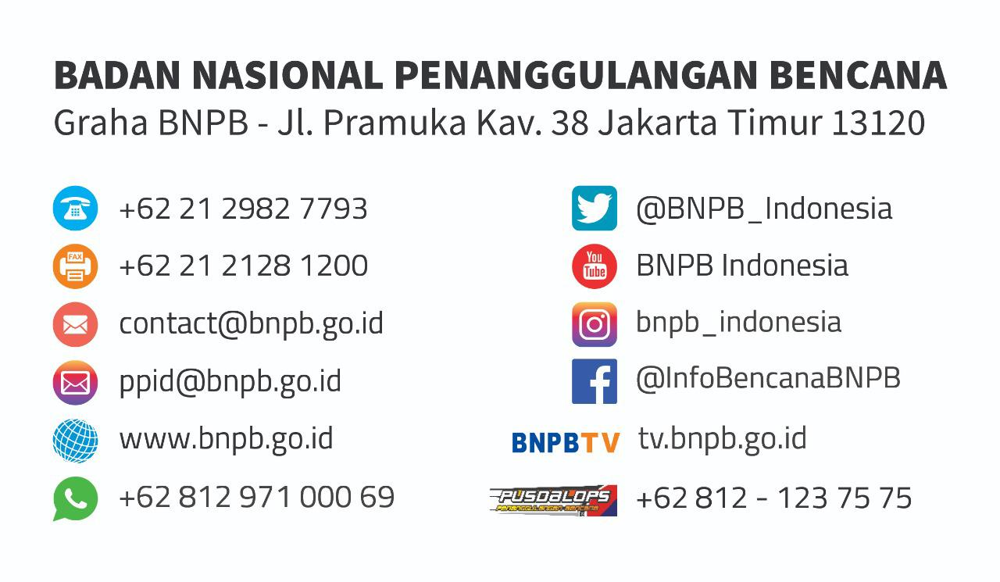 BADAN NASIONAL PENANGGULANGAN BENCANA
Graha BNPB - Jl. Pramuka Kav. 38 Jakarta Timur 13120
+62 21 2982 7793
FAX
+62 21 2128 1200
contact@bnpb.go.id
ppid@bnpb.go.id
www.bnpb.go.id
+62 812 971 000 69
@BNPB_Indonesia
You
Tube
BNPB Indonesia
bnpb_indonesia
@InfoBencanaBNPB
BNPBTV tv.bnpb.go.id
PUSDALOPS
PENANGGULANGAN BENCANA
+62 812 - 123 75 75